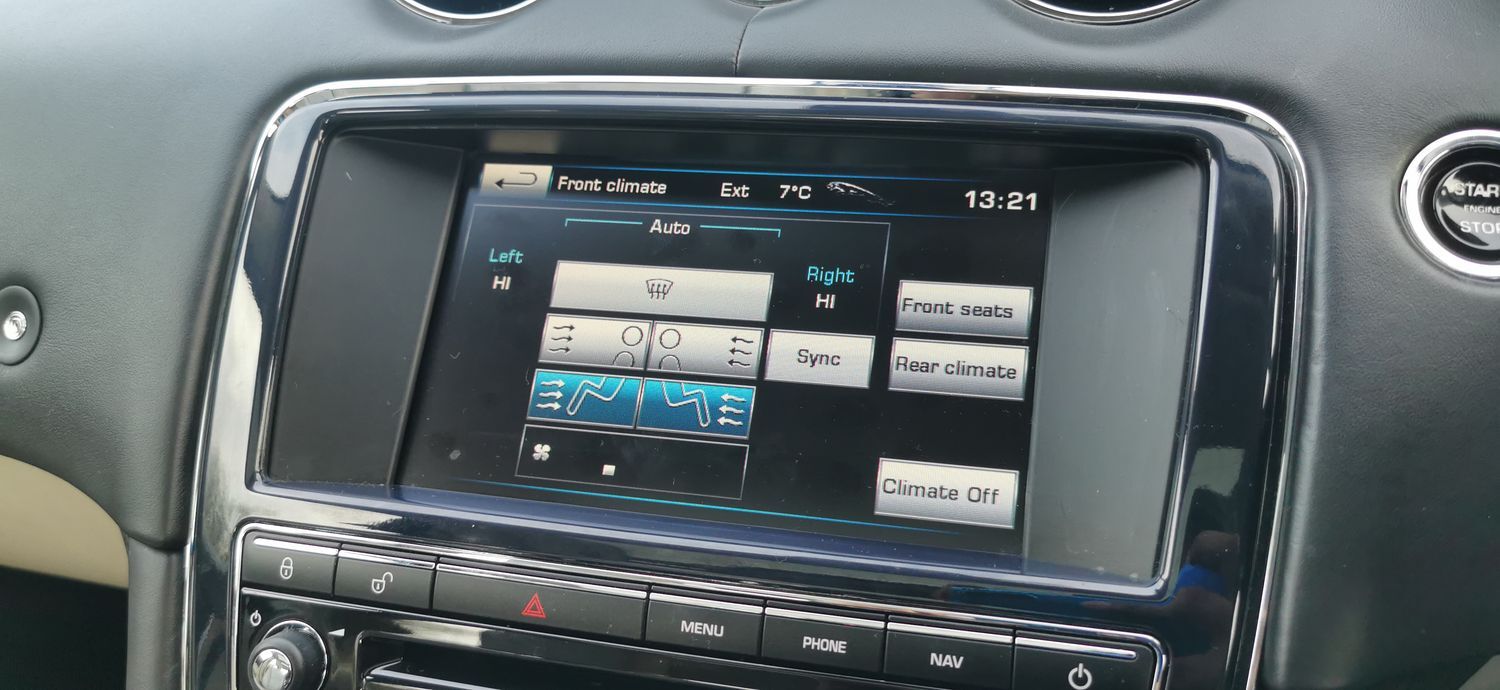 Front climate Ext 7°C 13:21
Auto
Left
HI
Right
HI
Front seats
Sync
Rear climate
Climate Off
START
ENGINE
STOP
MENU
PHONE
NAV